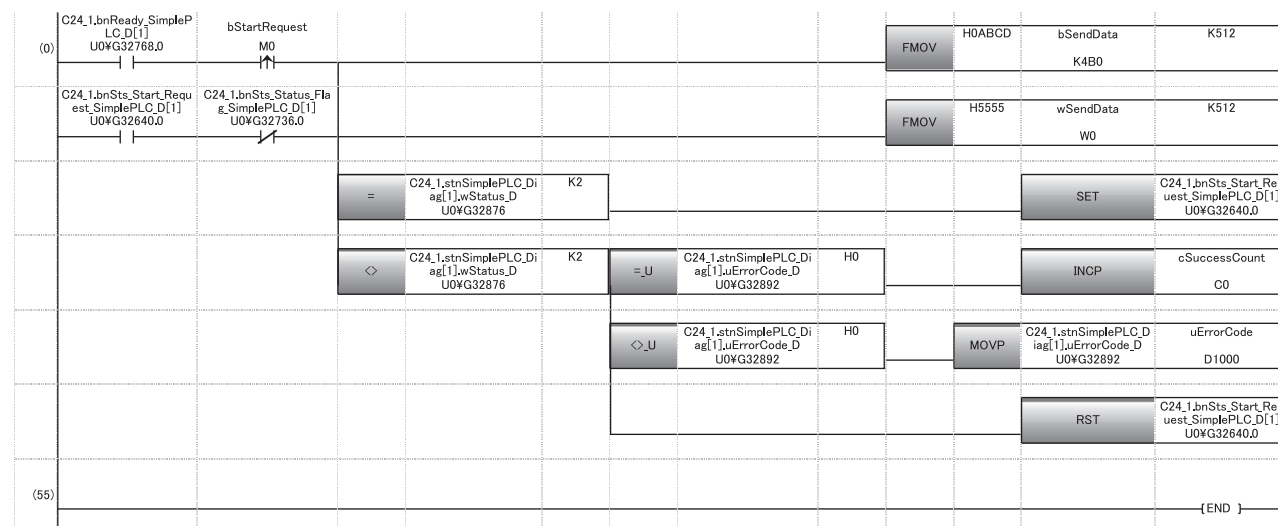 C24_1.bnReady_SimpleP
LC_D[1]
U0¥G32768.0
bStartRequest
M0
(0)
FMOV
H0ABCD
bSendData
K4B0
K512
C24_1.bnSts_Start_Requ
est_SimplePLC_D[1]
U0¥G32640.0
C24_1.bnSts_Status_Fla
g_SimplePLC_D[1]
U0¥G32736.0
FMOV
H5555
wSendData
W0
K512
=
C24_1.stnSimplePLC_Di
ag[1].wStatus_D
U0¥G32876
K2
SET
C24_1.bnSts_Start_Re
uest_SimplePLC_D[1]
U0¥G32640.0
<>
C24_1.stnSimplePLC_Di
ag[1].wStatus_D
U0¥G32876
K2
=_U
C24_1.stnSimplePLC_Di
ag[1].uErrorCode_D
U0¥G32892
H0
INCP
cSuccessCount
C0
<>_U
C24_1.stnSimplePLC_Di
ag[1].uErrorCode_D
U0¥G32892
H0
MOVP
C24_1.stnSimplePLC_D
iag[1].uErrorCode_D
U0¥G32892
uErrorCode
D1000
RST
C24_1.bnSts_Start_Re
uest_SimplePLC_D[1]
U0¥G32640.0
(55)
[END ]